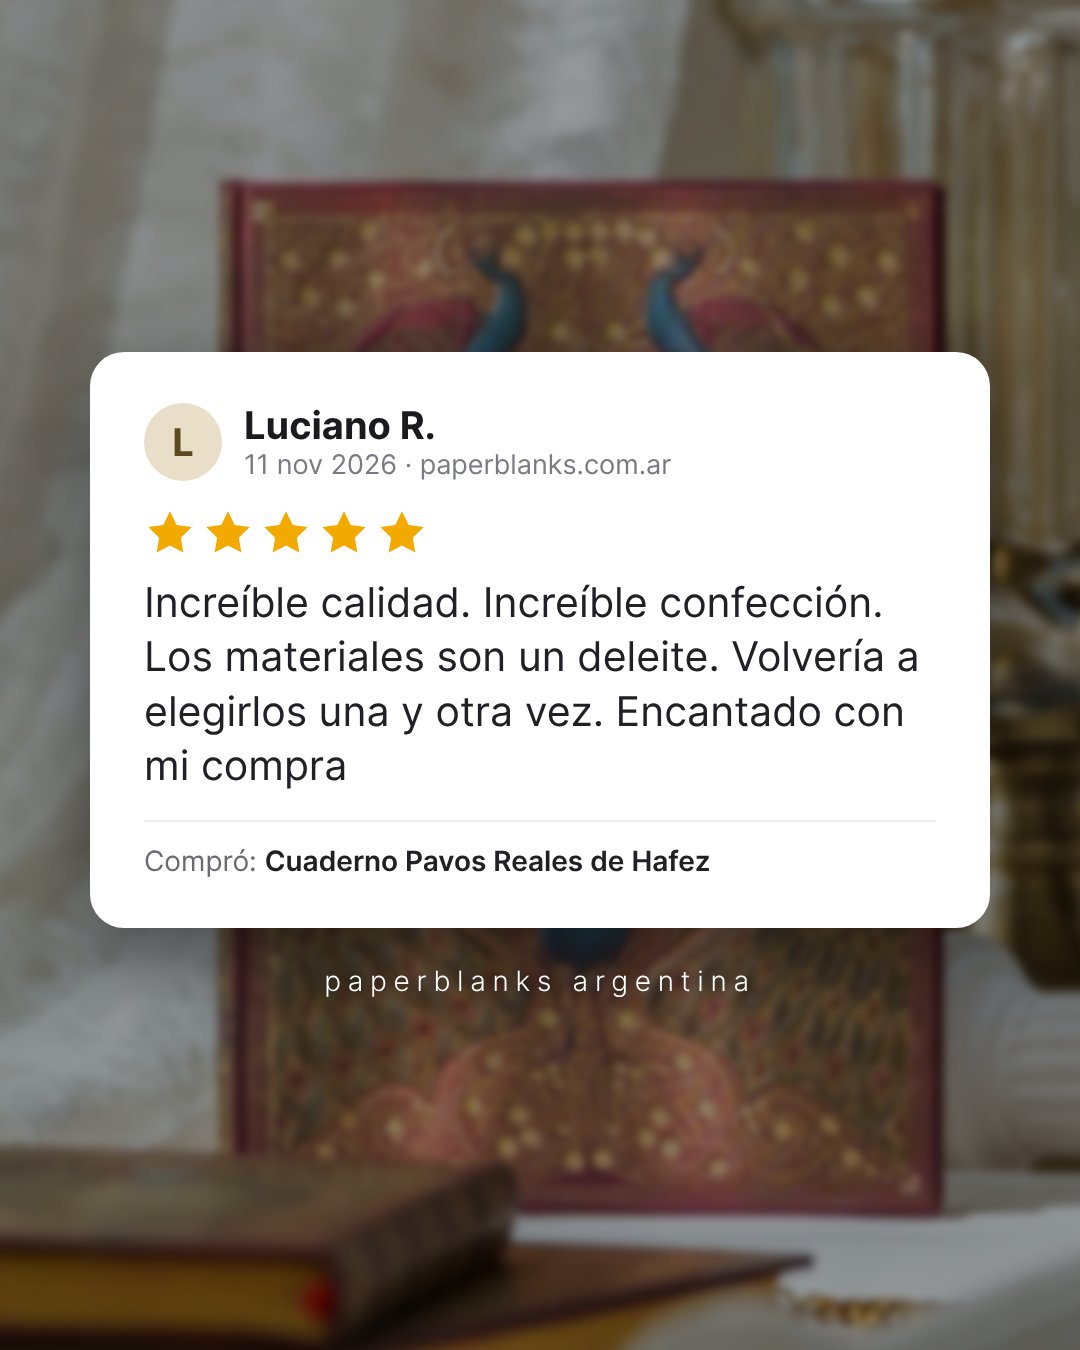 L
Luciano R.
11 nov 2026 · paperblanks.com.ar
Increíble calidad. Increíble confección.
Los materiales son un deleite. Volvería a
elegirlos una y otra vez. Encantado con
mi compra
Compró: Cuaderno Pavos Reales de Hafez
paperblanks argentina